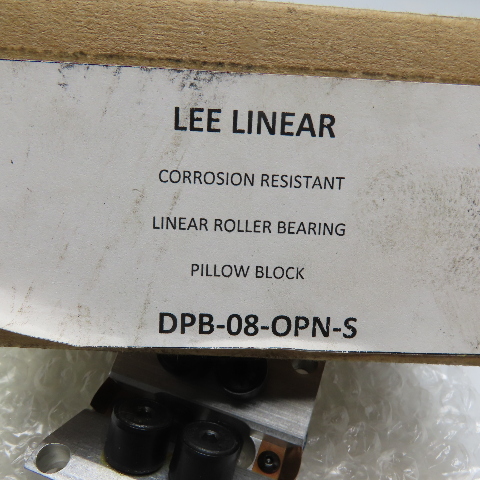 LEE LINEAR
CORROSION RESISTANT
LINEAR ROLLER BEARING
PILLOW BLOCK
DPB-08-OPN-S